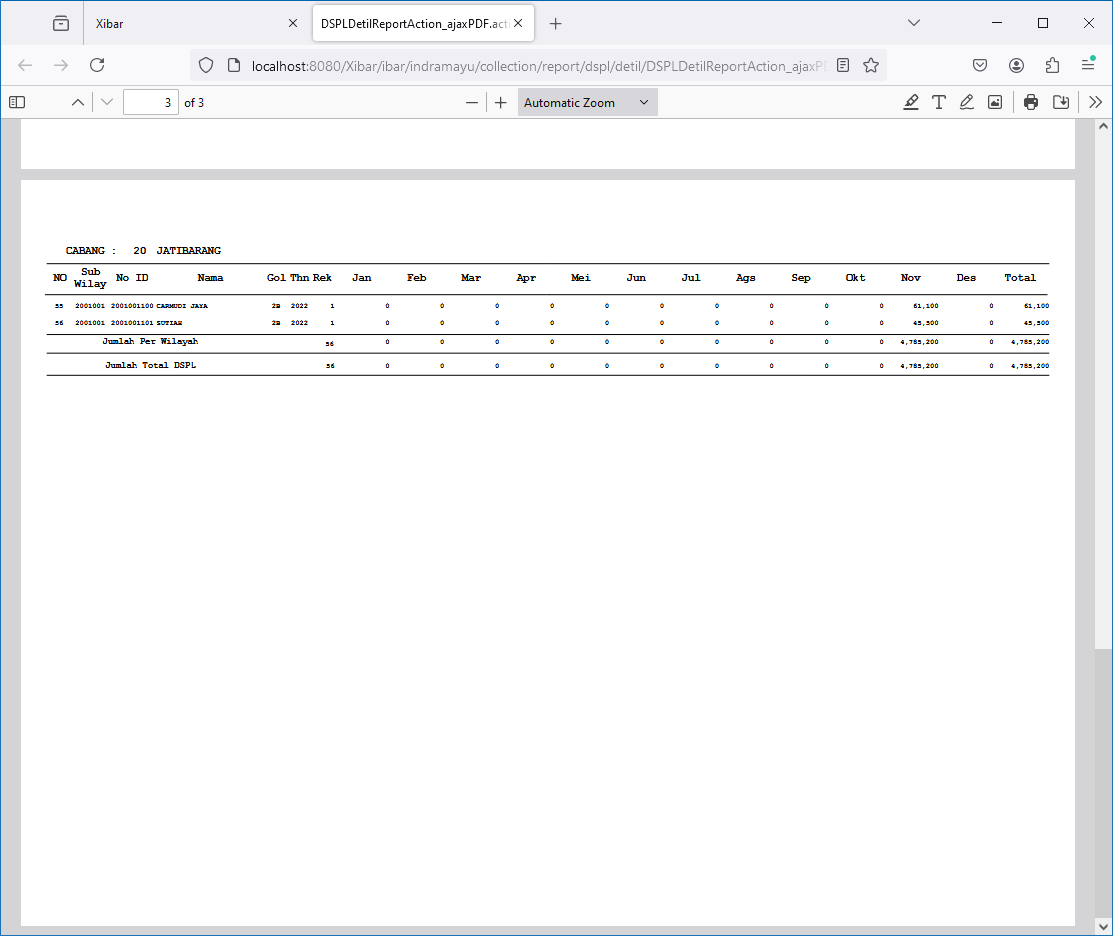 Xibar
DSPLDetilReportAction_ajaxPDF.acti
localhost:8080/Xibar/ibar/indramayu/collection/report/dspl/detil/DSPLDetilReportAction_ajaxPD
3 of 3
Automatic Zoom
CABANG : 20 JATIBARANG
NO Sub Wilay No ID Nama Gol Thn Rek Jan Feb Mar Apr Mei Jun Jul Ags Sep Okt Nov Des Total
55 2001001 2001001100 CARMUDI JAYA 2B 2022 1 0 0 0 0 0 0 0 0 0 0 61,100 0 61,100
56 2001001 2001001101 SUTIAH 2B 2022 1 0 0 0 0 0 0 0 0 0 0 45,500 0 45,500
Jumlah Per Wilayah 56 0 0 0 0 0 0 0 0 0 0 4,785,200 0 4,785,200
Jumlah Total DSPL 56 0 0 0 0 0 0 0 0 0 0 4,785,200 0 4,785,200